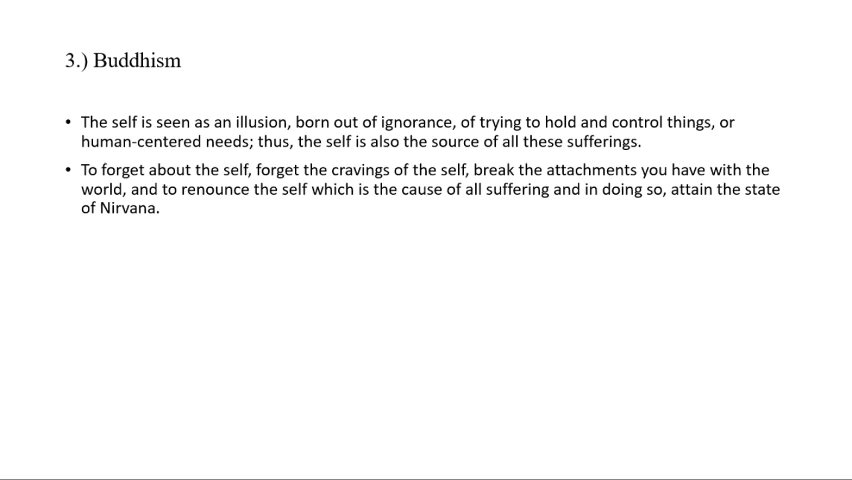 3.) Buddhism
• The self is seen as an illusion, born out of ignorance, of trying to hold and control things, or
human-centered needs; thus, the self is also the source of all these sufferings.
• To forget about the self, forget the cravings of the self, break the attachments you have with the
world, and to renounce the self which is the cause of all suffering and in doing so, attain the state
of Nirvana.